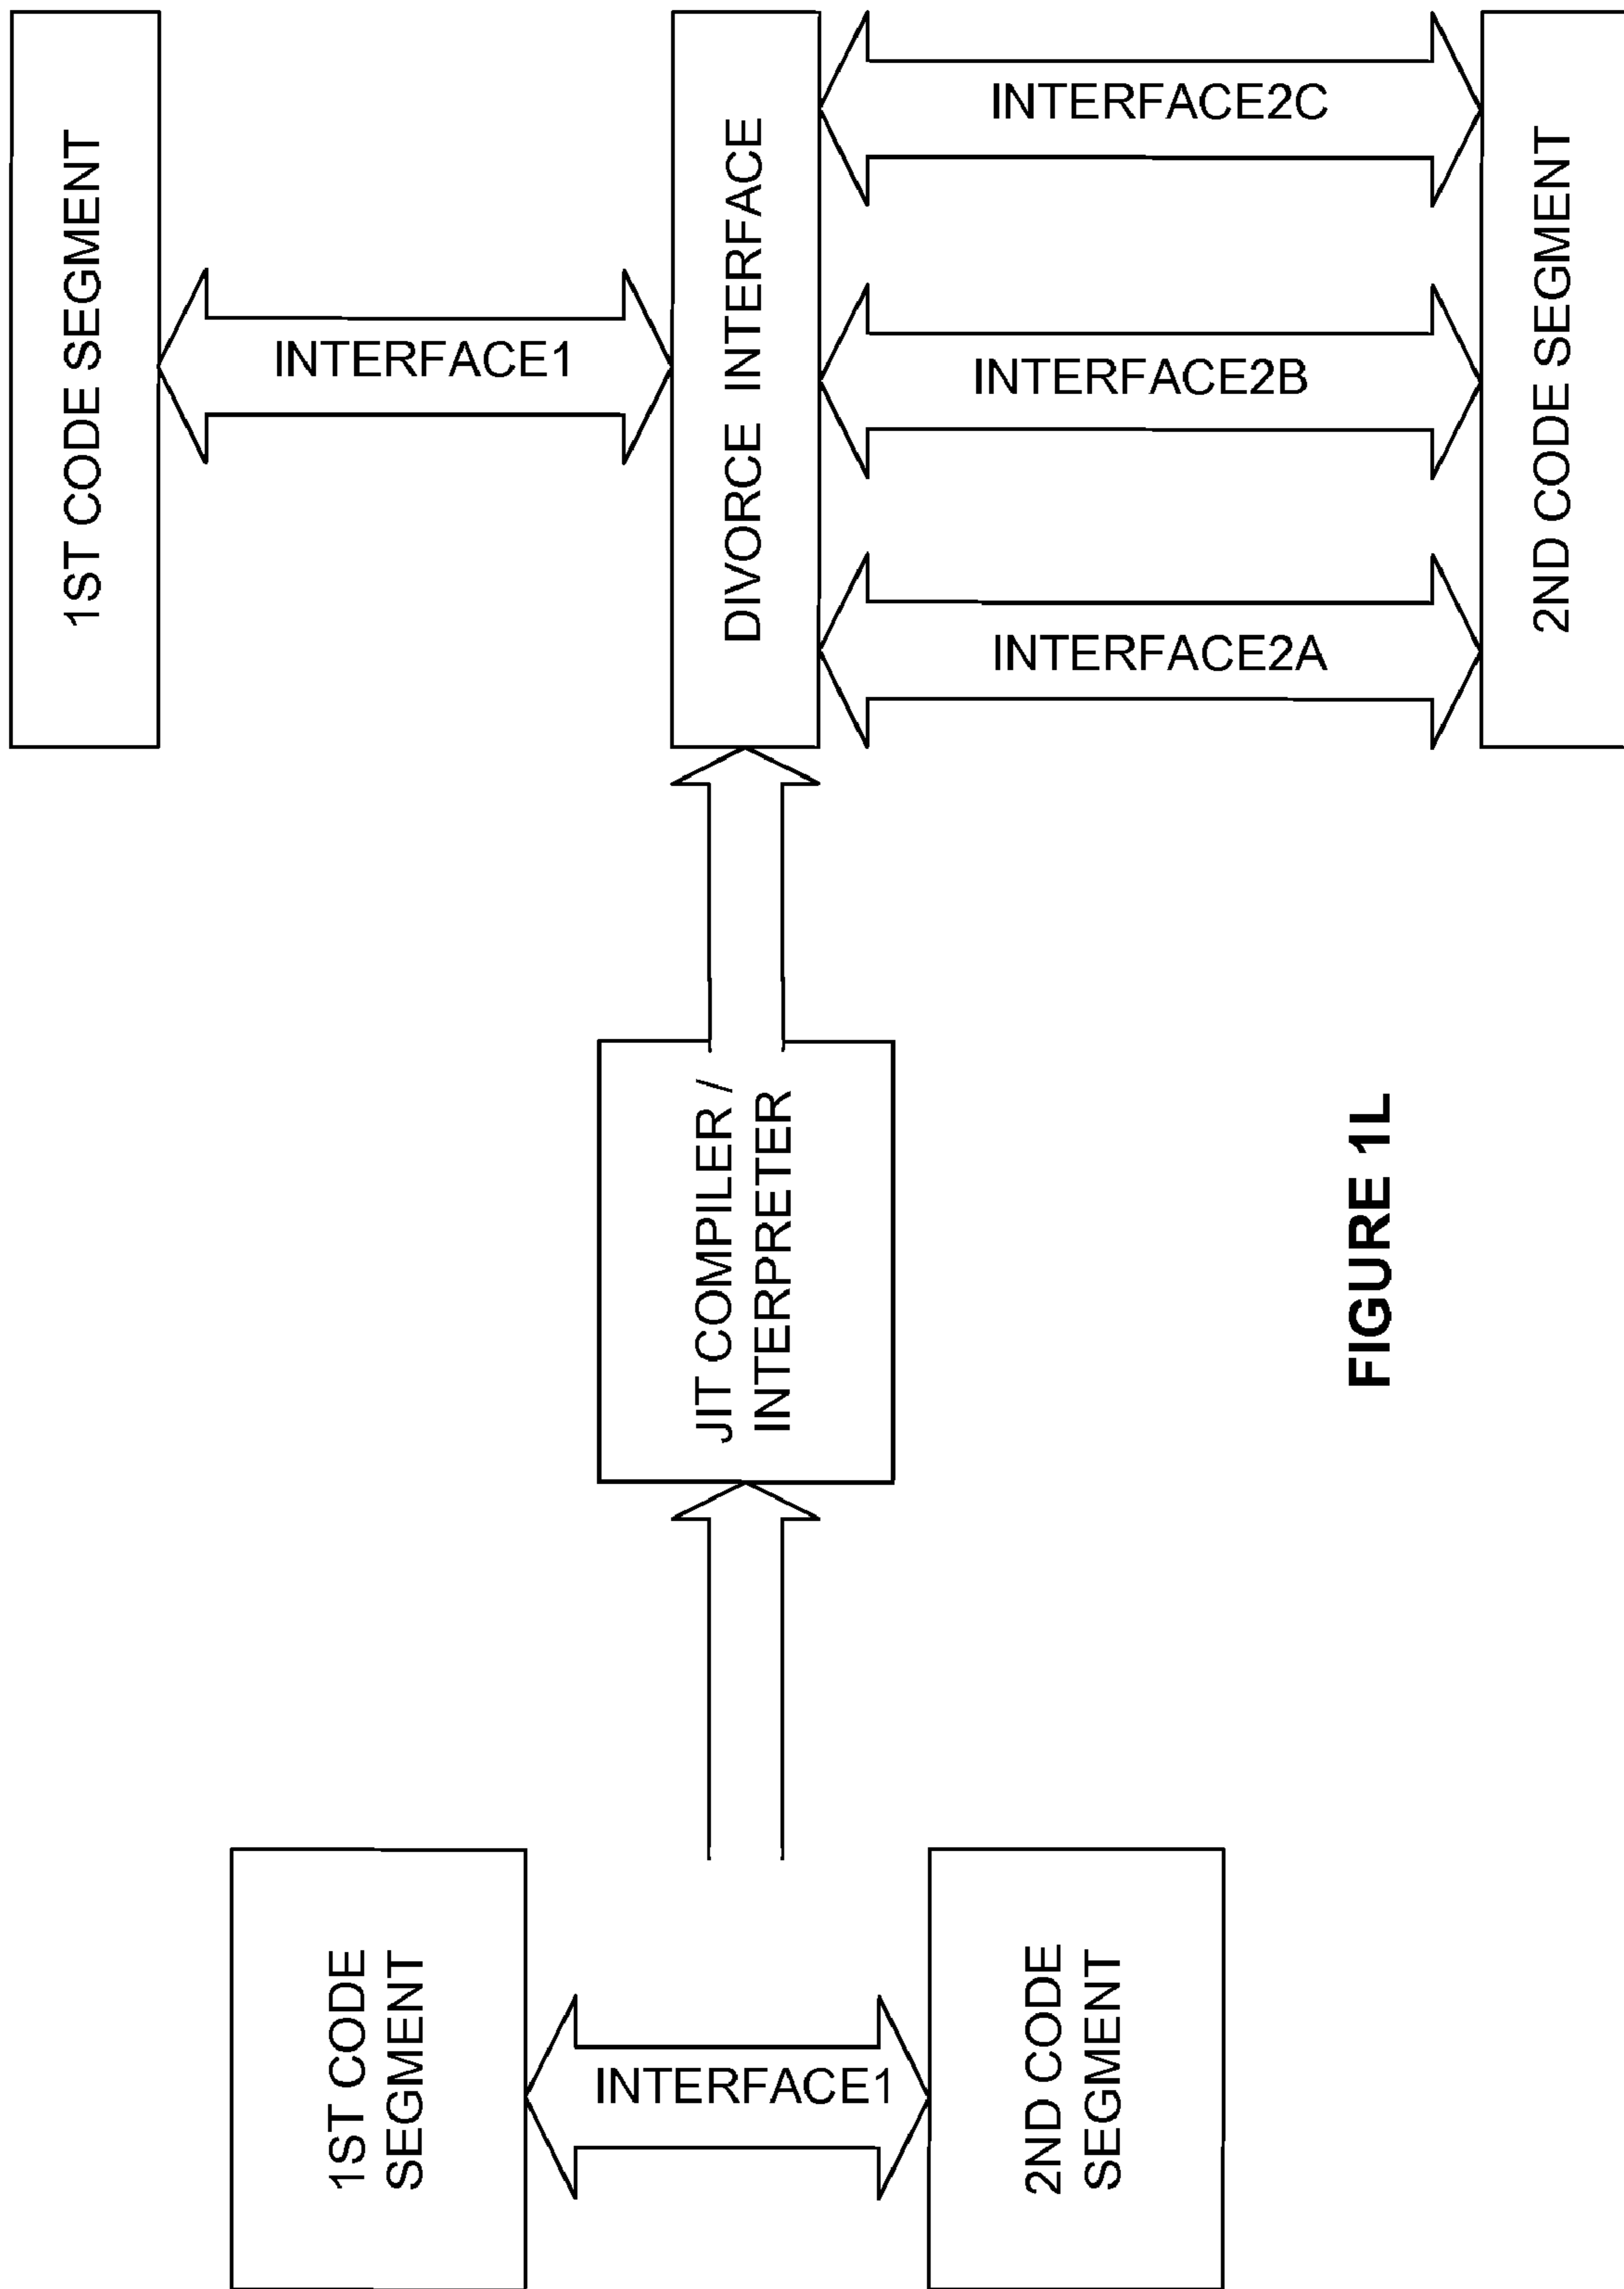 1ST CODE
SEGMENT
INTERFACE1
2ND CODE
SEGMENT
JIT COMPILER /
INTERPRETER
1ST CODE SEGMENT
INTERFACE1
DIVORCE INTERFACE
INTERFACE2A
INTERFACE2B
INTERFACE2C
2ND CODE SEGMENT
FIGURE 1L